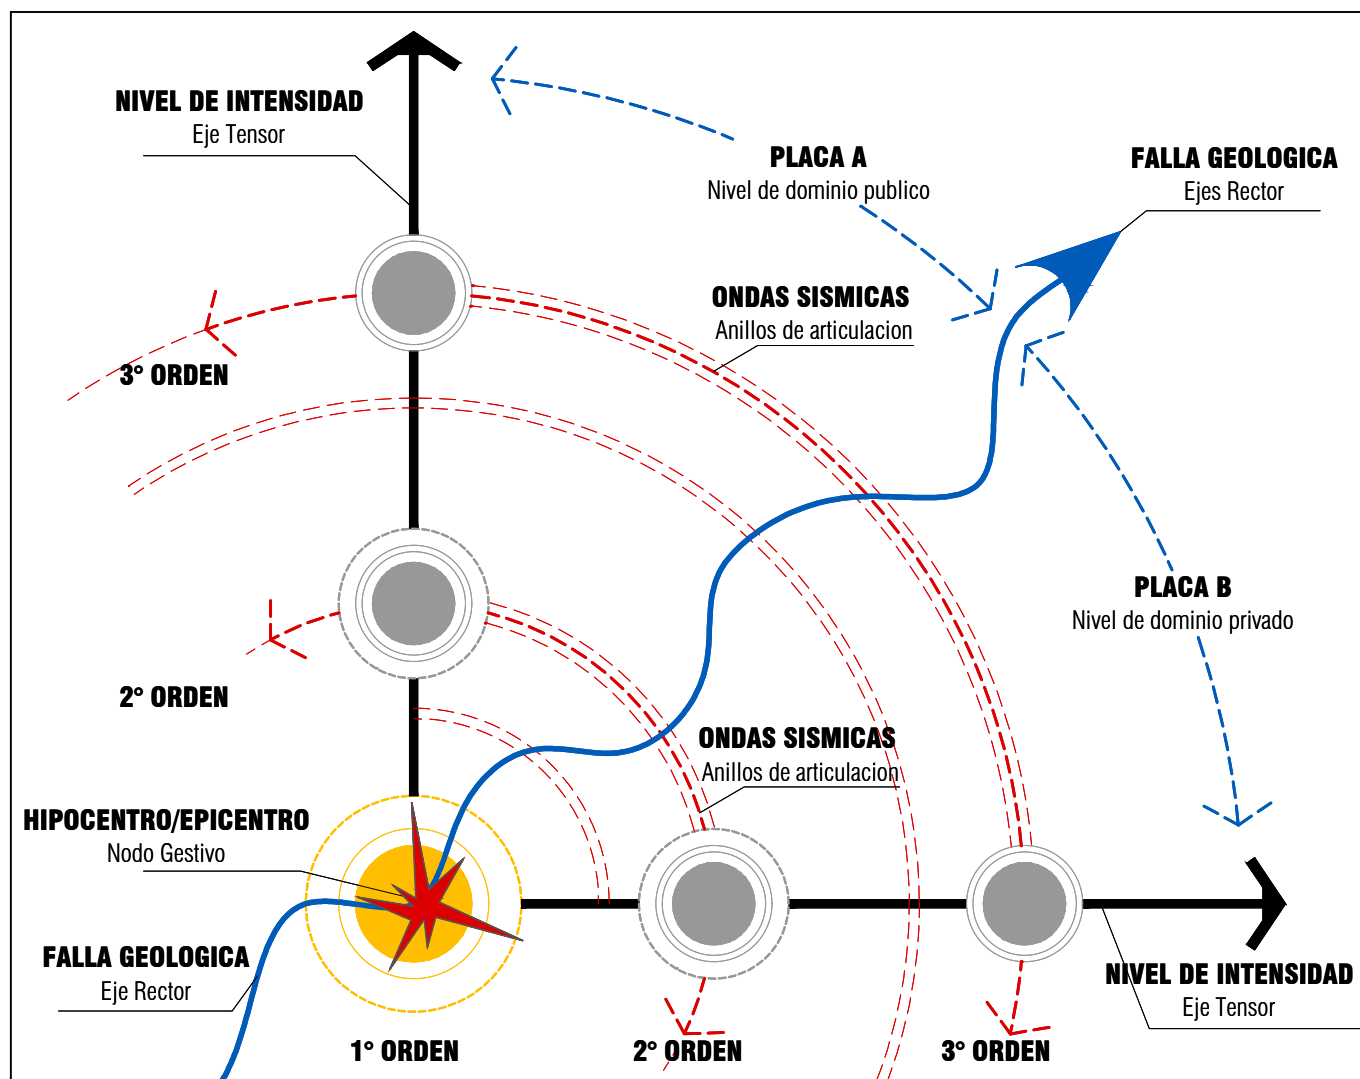 NIVEL DE INTENSIDAD
Eje Tensor
PLACA A
Nivel de dominio publico
FALLA GEOLOGICA
Ejes Rector
ONDAS SISMICAS
Anillos de articulacion
3° ORDEN
PLACA B
Nivel de dominio privado
2° ORDEN
ONDAS SISMICAS
Anillos de articulacion
HIPOCENTRO/EPICENTRO
Nodo Gestivo
FALLA GEOLOGICA
Eje Rector
NIVEL DE INTENSIDAD
Eje Tensor
1° ORDEN
2° ORDEN
3° ORDEN